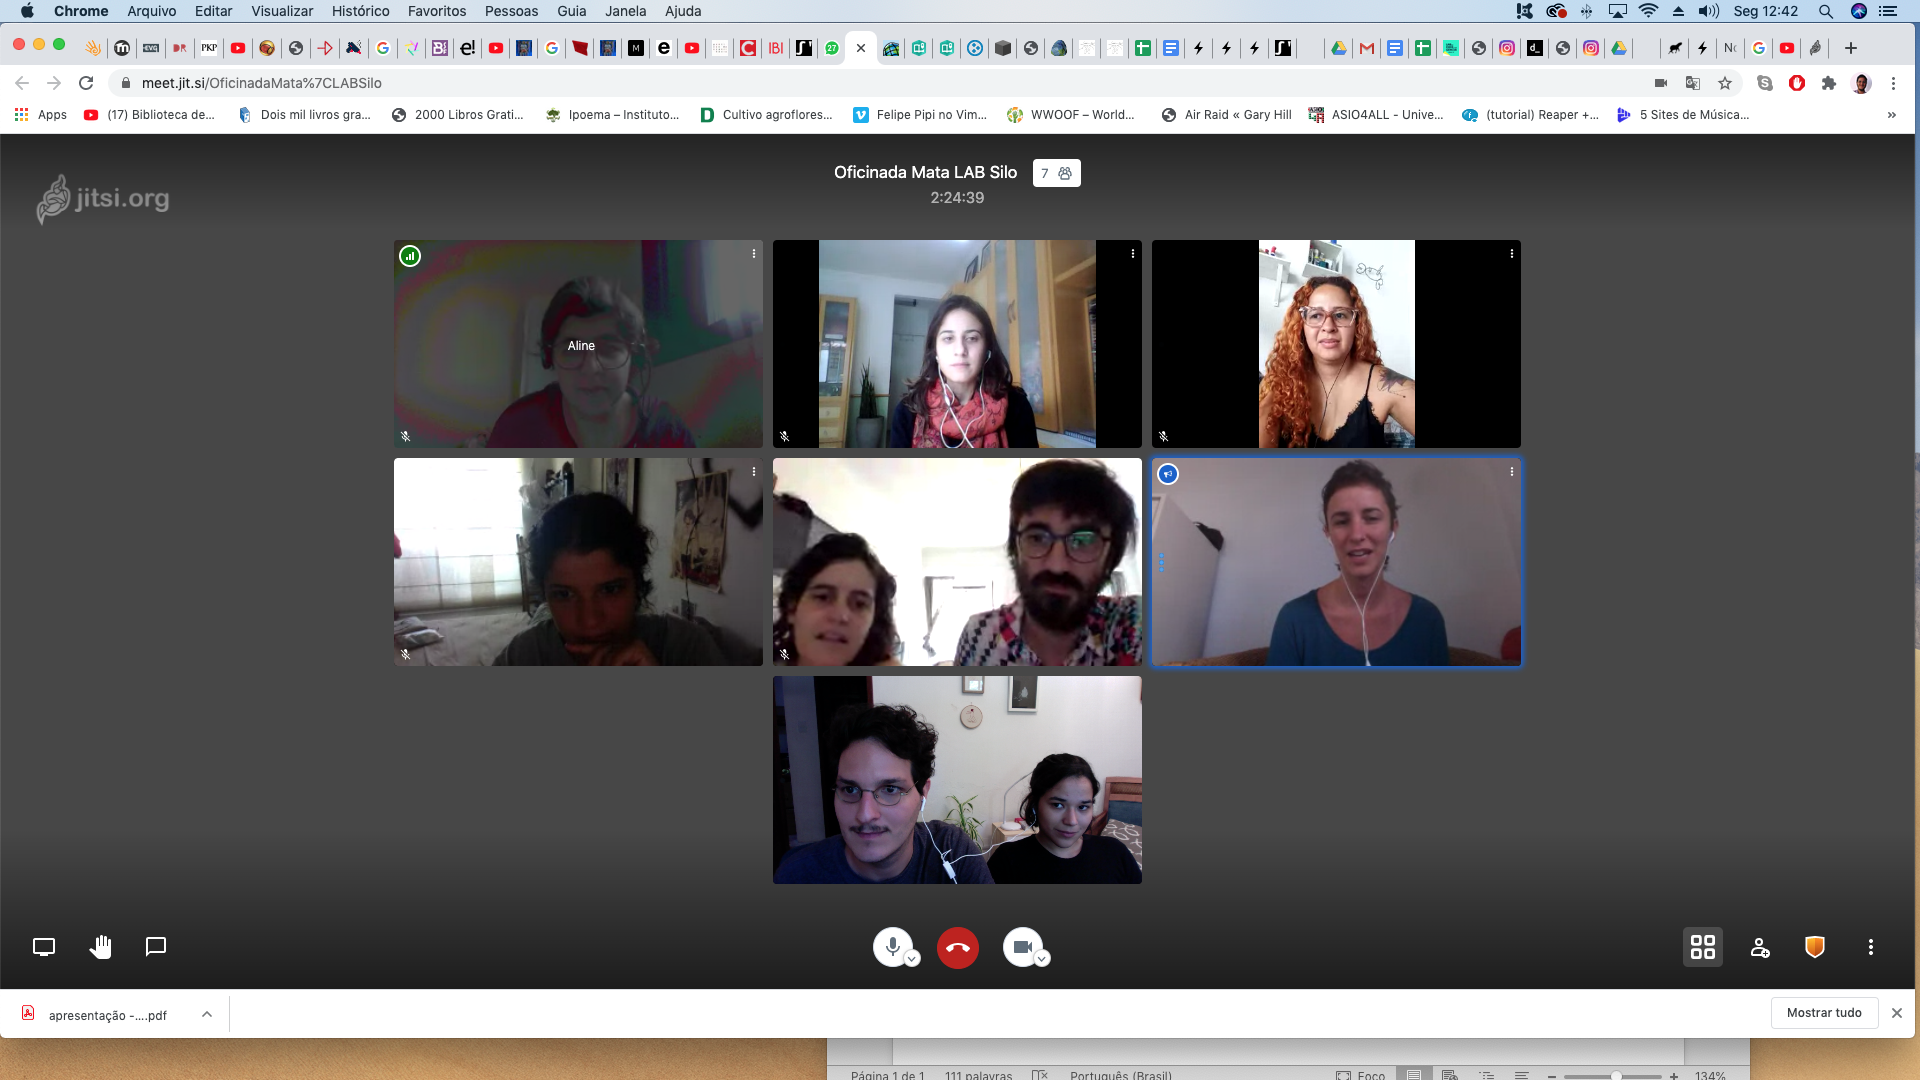 Chrome Arquivo Editar Visualizar Histórico Favoritos Pessoas Guia Janela Ajuda Seg 12:42
meet.jit.si/OficinadaMata%7CLABSilo
Apps (17) Biblioteca de... Dois mil livros gra... 2000 Libros Grati... Ipoema – Instituto... Cultivo agroflores... Felipe Pipi no Vim... WWOOF – World... Air Raid « Gary Hill ASIO4ALL - Unive... (tutorial) Reaper +... 5 Sites de Música... »
Oficinada Mata LAB Silo 7
2:24:39
jitsi.org
Aline
apresentação -....pdf
Mostrar tudo
Página 1 de 1 111 palavras Português (Brasil) Foco 134%